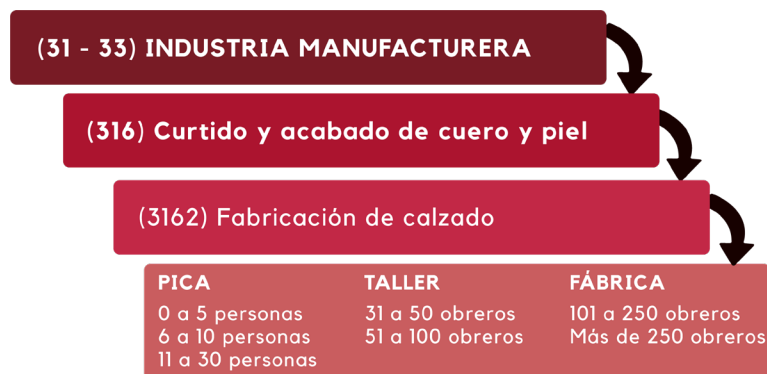 (31 - 33) INDUSTRIA MANUFACTURERA
(316) Curtido y acabado de cuero y piel
(3162) Fabricación de calzado
PICA
0 a 5 personas
6 a 10 personas
11 a 30 personas
TALLER
31 a 50 obreros
51 a 100 obreros
FÁBRICA
101 a 250 obreros
Más de 250 obreros